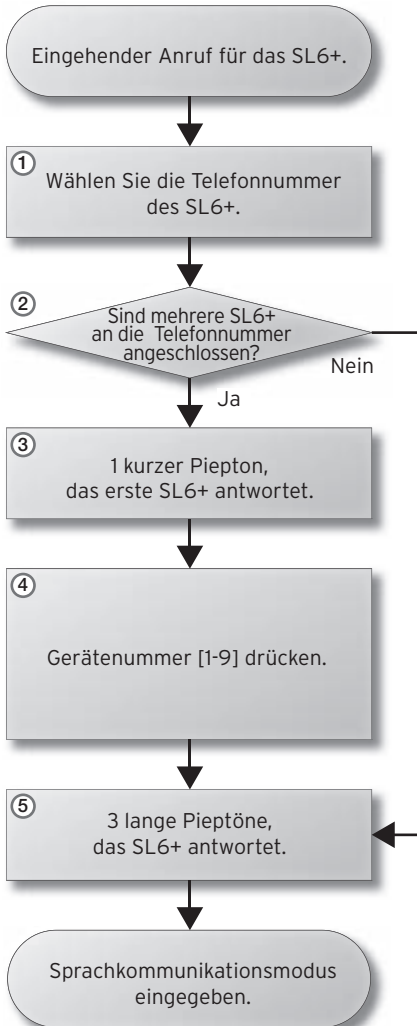 Eingehender Anruf für das SL6+.
1
Wählen Sie die Telefonnummer
des SL6+.
2
Sind mehrere SL6+
an die Telefonnummer
angeschlossen?
Nein
Ja
3
1 kurzer Piepton,
das erste SL6+ antwortet.
4
Gerätenummer [1-9] drücken.
5
3 lange Pieptöne,
das SL6+ antwortet.
Sprachkommunikationsmodus
eingegeben.